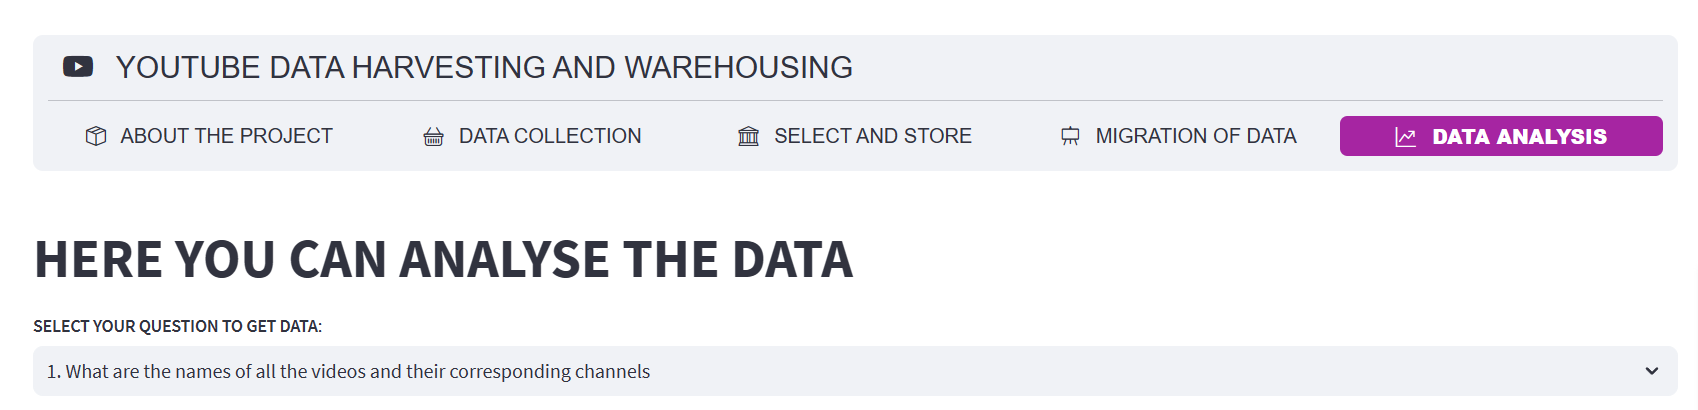 YOUTUBE DATA HARVESTING AND WAREHOUSING
ABOUT THE PROJECT
DATA COLLECTION
SELECT AND STORE
MIGRATION OF DATA
DATA ANALYSIS
HERE YOU CAN ANALYSE THE DATA
SELECT YOUR QUESTION TO GET DATA:
1. What are the names of all the videos and their corresponding channels